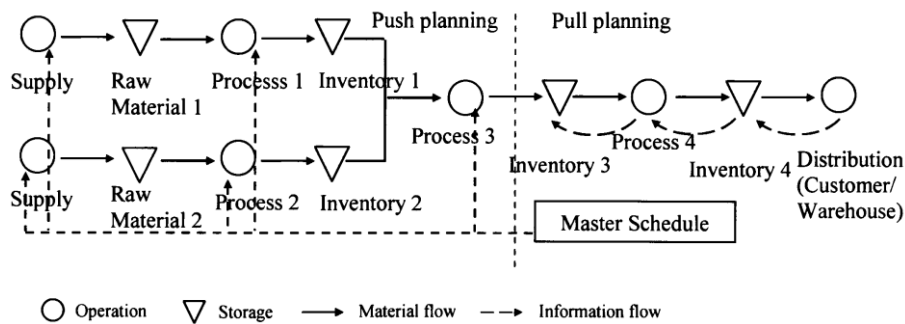 Push planning
Pull planning
Supply
Raw
Material 1
Processs 1
Inventory 1
Process 3
Inventory 3
Process 4
Inventory 4
Distribution
(Customer/
Warehouse)
Supply
Raw
Material 2
Process 2
Inventory 2
Master Schedule
Operation
Storage
Material flow
Information flow